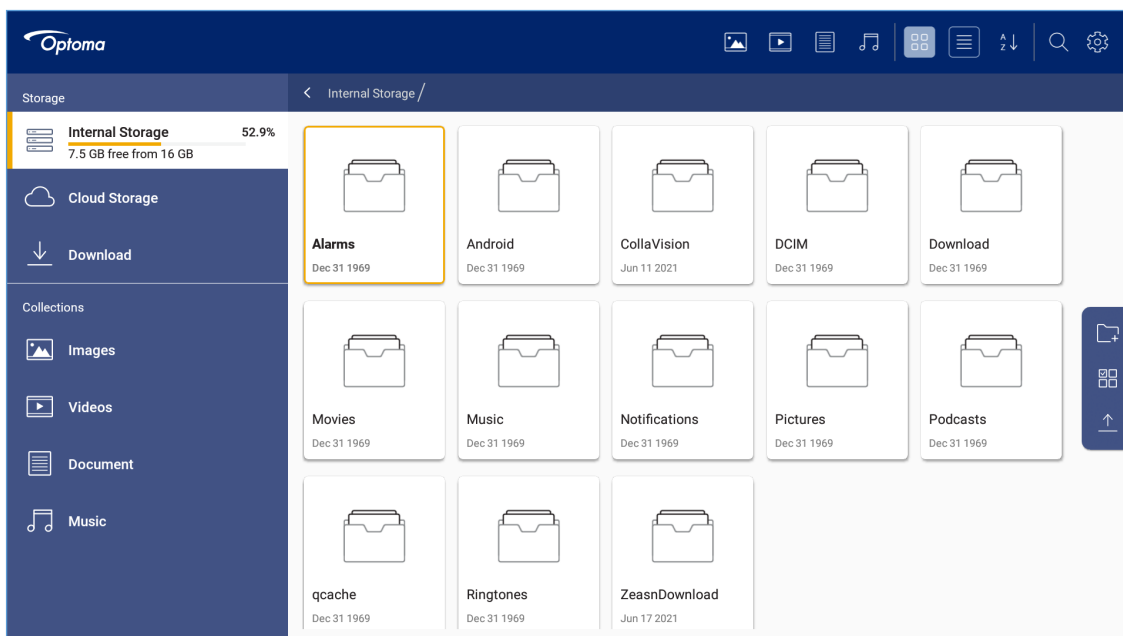 Optoma
A
Z
Storage
Internal Storage /
Internal Storage 52.9%
7.5 GB free from 16 GB
Cloud Storage
Download
Collections
Images
Videos
Document
Music
Alarms
Dec 31 1969
Android
Dec 31 1969
CollaVision
Jun 11 2021
DCIM
Dec 31 1969
Download
Dec 31 1969
Movies
Dec 31 1969
Music
Dec 31 1969
Notifications
Dec 31 1969
Pictures
Dec 31 1969
Podcasts
Dec 31 1969
qcache
Dec 31 1969
Ringtones
Dec 31 1969
ZeasnDownload
Jun 17 2021